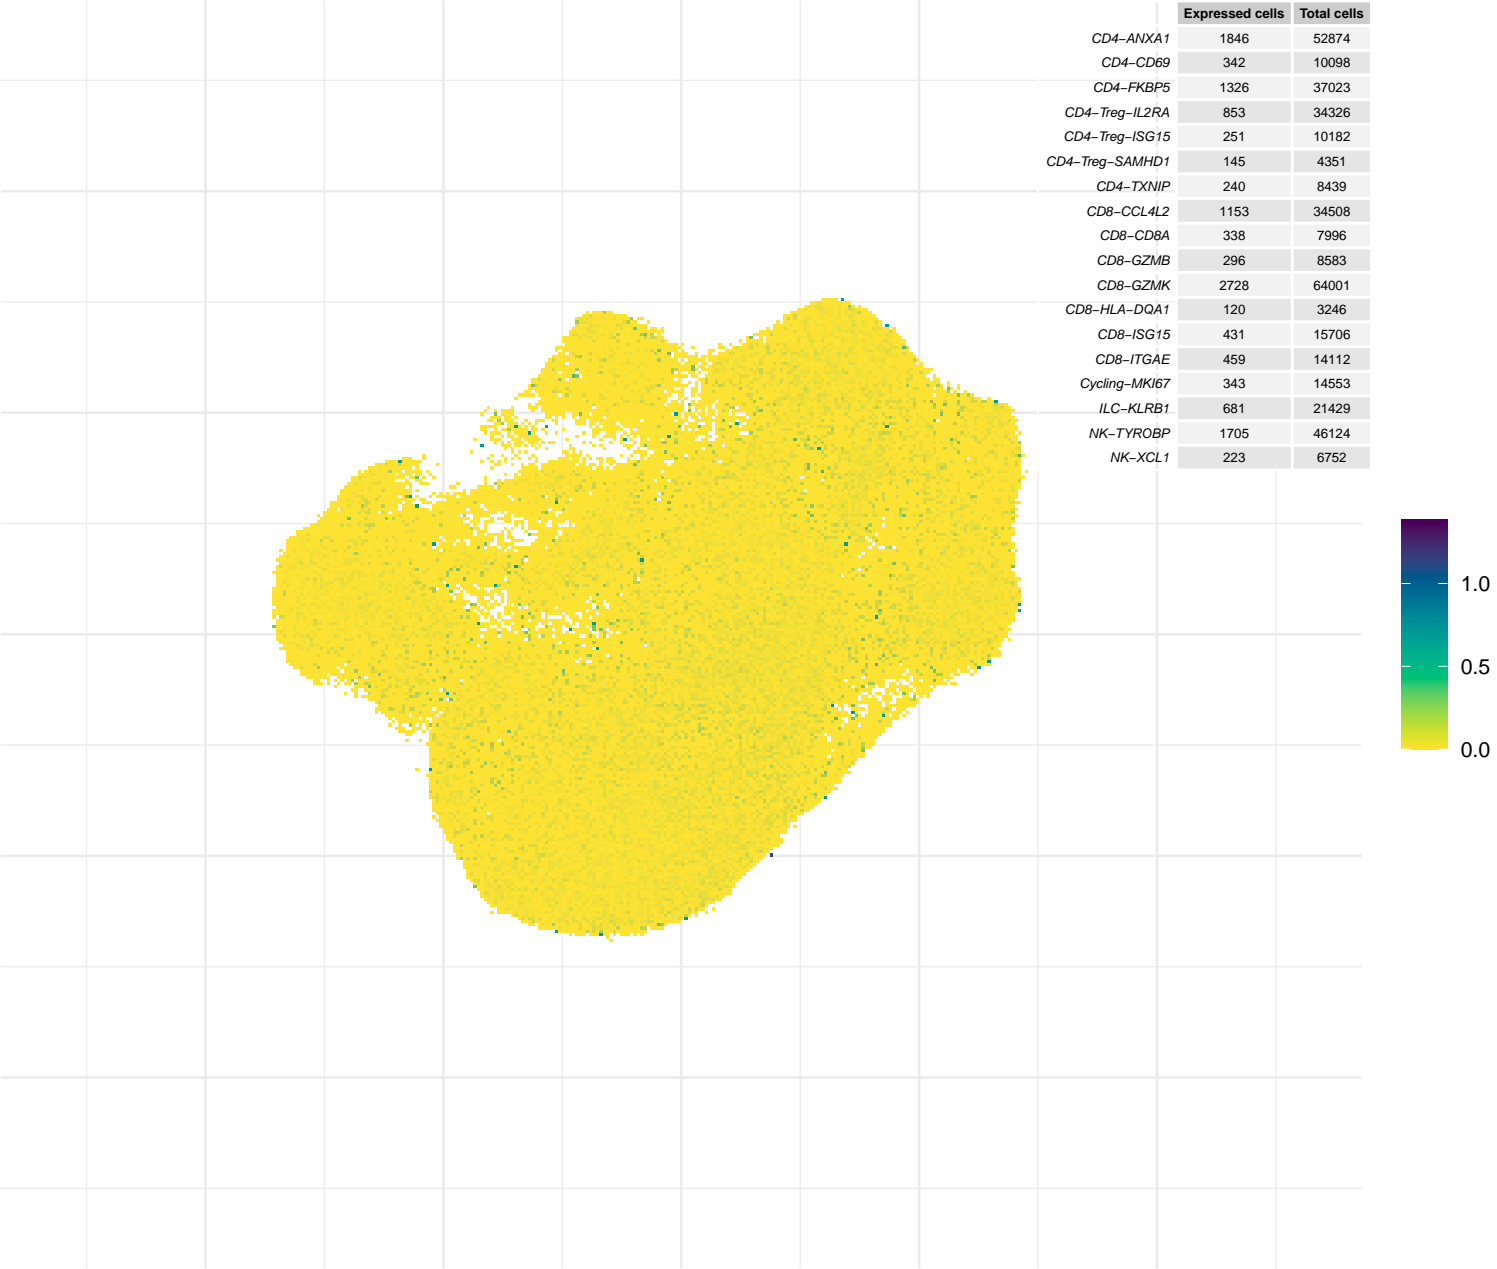 Expressed cells Total cells
CD4−ANXA1 1846 52874
CD4−CD69 342 10098
CD4−FKBP5 1326 37023
CD4−Treg−IL2RA 853 34326
CD4−Treg−ISG15 251 10182
CD4−Treg−SAMHD1 145 4351
CD4−TXNIP 240 8439
CD8−CCL4L2 1153 34508
CD8−CD8A 338 7996
CD8−GZMB 296 8583
CD8−GZMK 2728 64001
CD8−HLA−DQA1 120 3246
CD8−ISG15 431 15706
CD8−ITGAE 459 14112
Cycling−MKI67 343 14553
ILC−KLRB1 681 21429
NK−TYROBP 1705 46124
NK−XCL1 223 6752
1.0
0.5
0.0